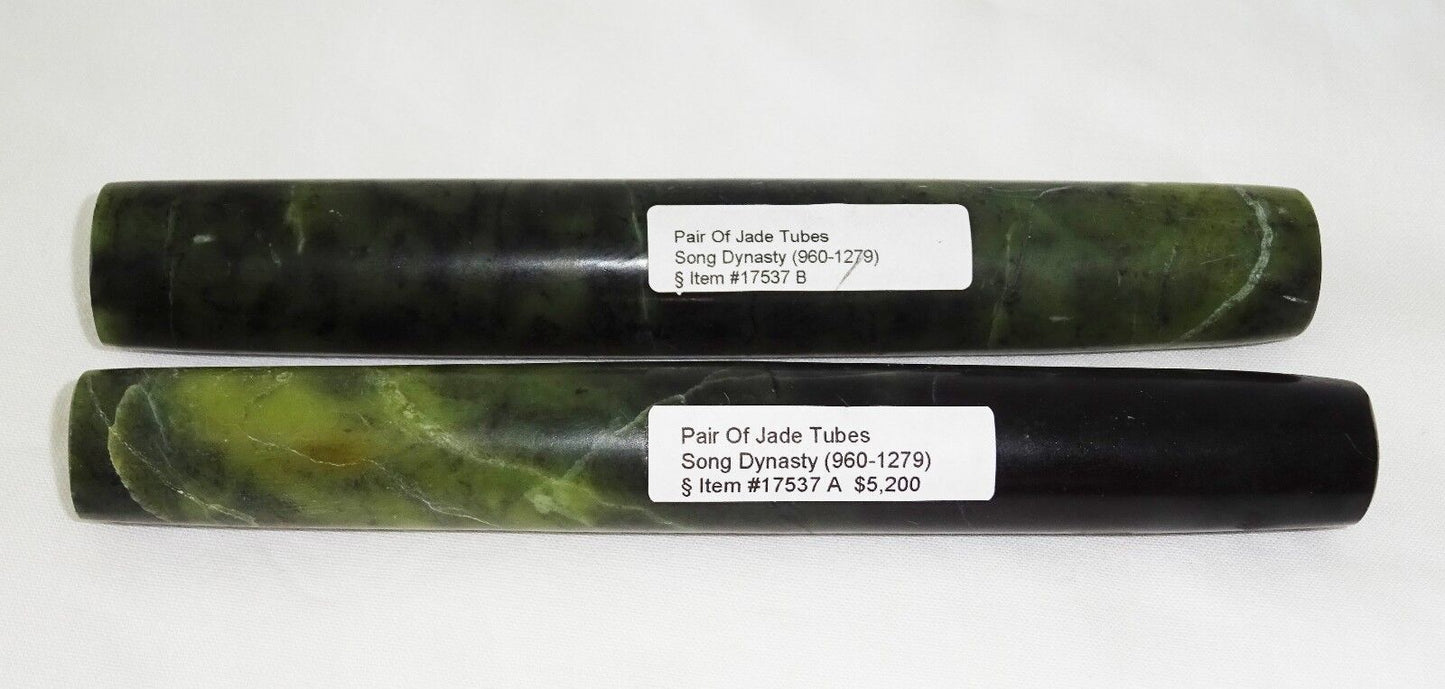 Pair Of Jade Tubes
Song Dynasty (960-1279)
§ Item #17537 B
Pair Of Jade Tubes
Song Dynasty (960-1279)
§ Item #17537 A $5,200